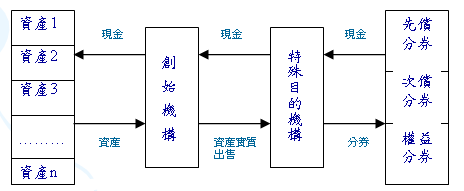 資產1
資產2
資產3
………
資產n
現金
資產
創始機構
現金
資產實質
出售
特殊目的機構
現金
分券
先償
分券
次償
分券
權益
分券